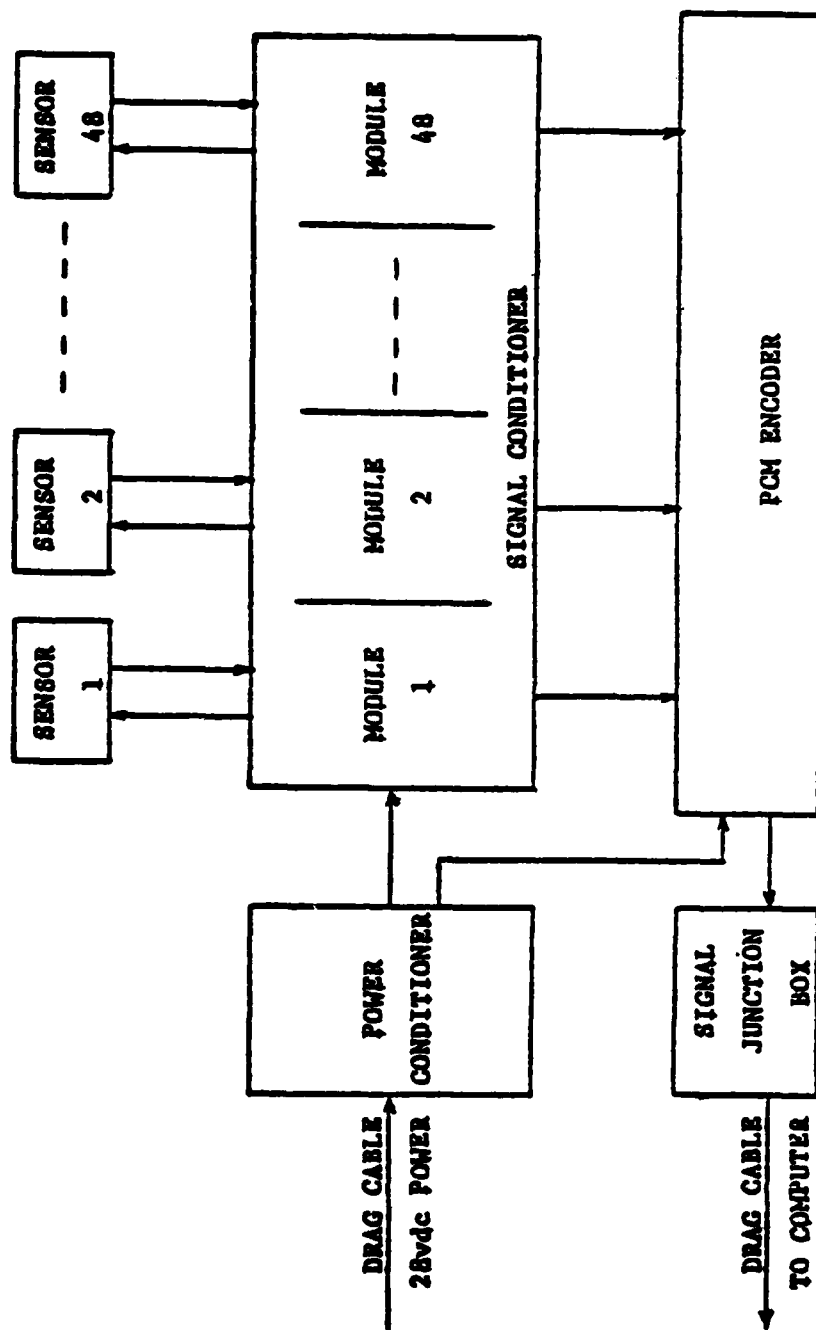 SENSOR
1
SENSOR
2
SENSOR
48
MODULE
1
MODULE
2
MODULE
48
SIGNAL CONDITIONER
POWER
CONDITIONER
DRAG CABLE
28vdc POWER
PCM ENCODER
SIGNAL
JUNCTION
BOX
DRAG CABLE
TO COMPUTER